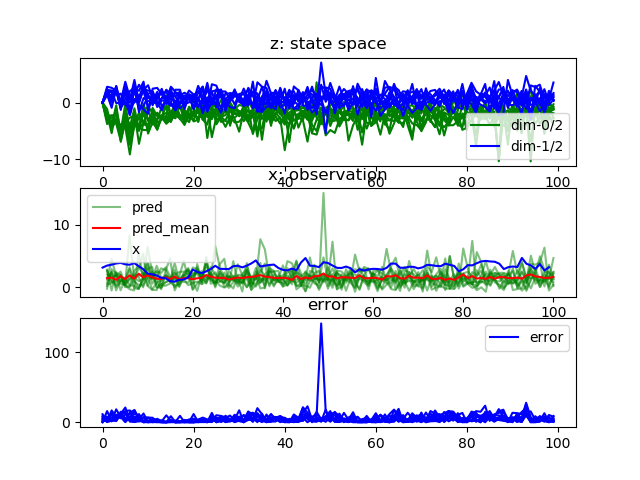 z: state space
0
−10
dim-0/2
dim-1/2
0 20 40 60 80 100
x: observation
10
0
pred
pred_mean
x
0 20 40 60 80 100
error
100
0
error
0 20 40 60 80 100